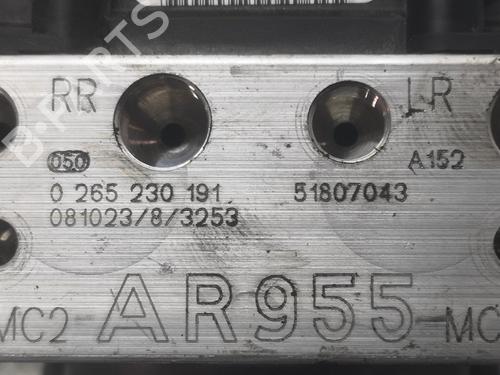 RR LR
050 A152
0 265 230 191 51807043
081023/8/3253
MC2 AR955 MC
B-PARTS